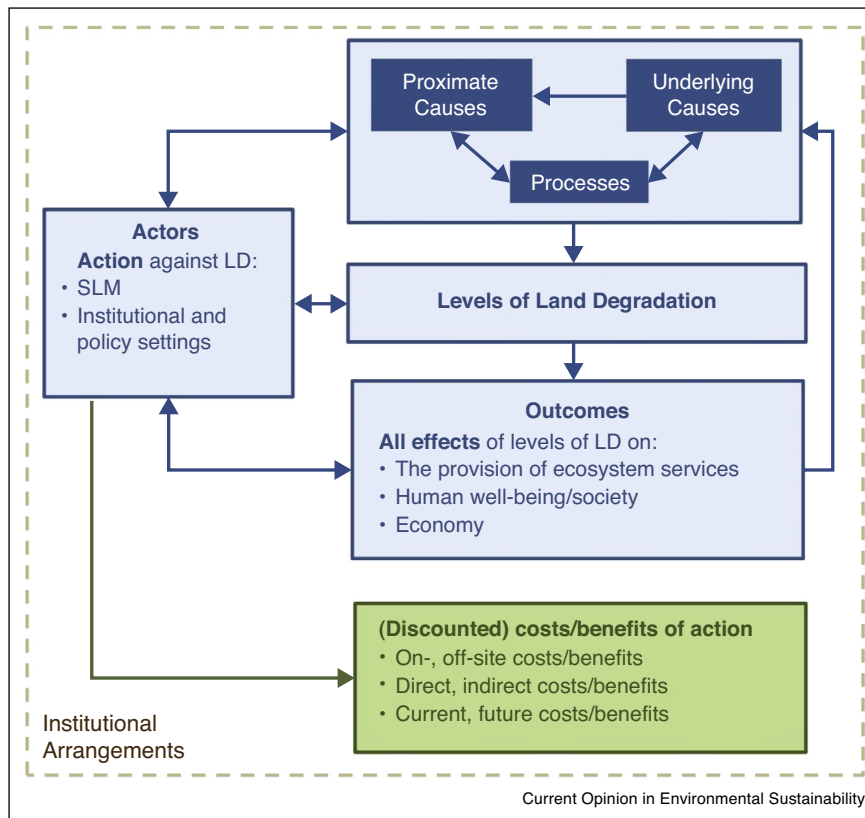 Proximate
Causes
Underlying
Causes
Processes
Actors
Action against LD:
• SLM
• Institutional and
policy settings
Levels of Land Degradation
Outcomes
All effects of levels of LD on:
• The provision of ecosystem services
• Human well-being/society
• Economy
(Discounted) costs/benefits of action
• On-, off-site costs/benefits
• Direct, indirect costs/benefits
• Current, future costs/benefits
Institutional
Arrangements
Current Opinion in Environmental Sustainability